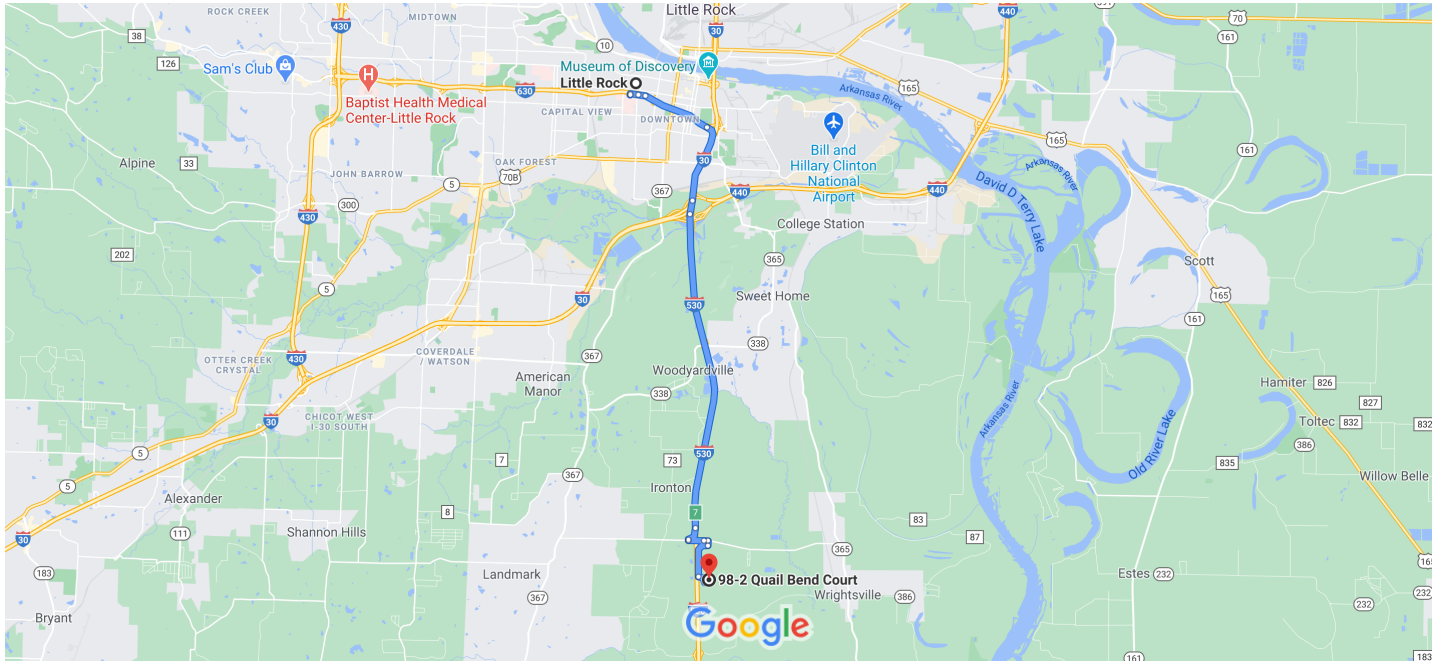 ROCK CREEK
MIDTOWN
Little Rock
430
30
440
70
161
38
10
126
Sam's Club
Museum of Discovery
Little Rock
630
Baptist Health Medical
Center-Little Rock
CAPITAL VIEW
DOWNTOWN
Arkansas River
165
165
161
Bill and
Hillary Clinton
National
Airport
Alpine
33
JOHN BARROW
OAK FOREST
5
70B
30
367
440
440
Arkansas River
David D Terry Lake
430
300
College Station
202
365
Scott
5
30
530
Sweet Home
165
161
338
430
OTTER CREEK
CRYSTAL
COVERDALE
/ WATSON
367
Woodyardville
American
Manor
338
Hamiter
826
827
Toltec
832
832
386
30
CHICOT WEST
I-30 SOUTH
Arkansas River
Old River Lake
5
530
7
73
835
367
Willow Belle
5
Ironton
Alexander
8
7
83
87
30
111
Shannon Hills
365
183
Landmark
98-2 Quail Bend Court
Wrightsville
386
Estes
232
367
232
232
Bryant
Google
161
183